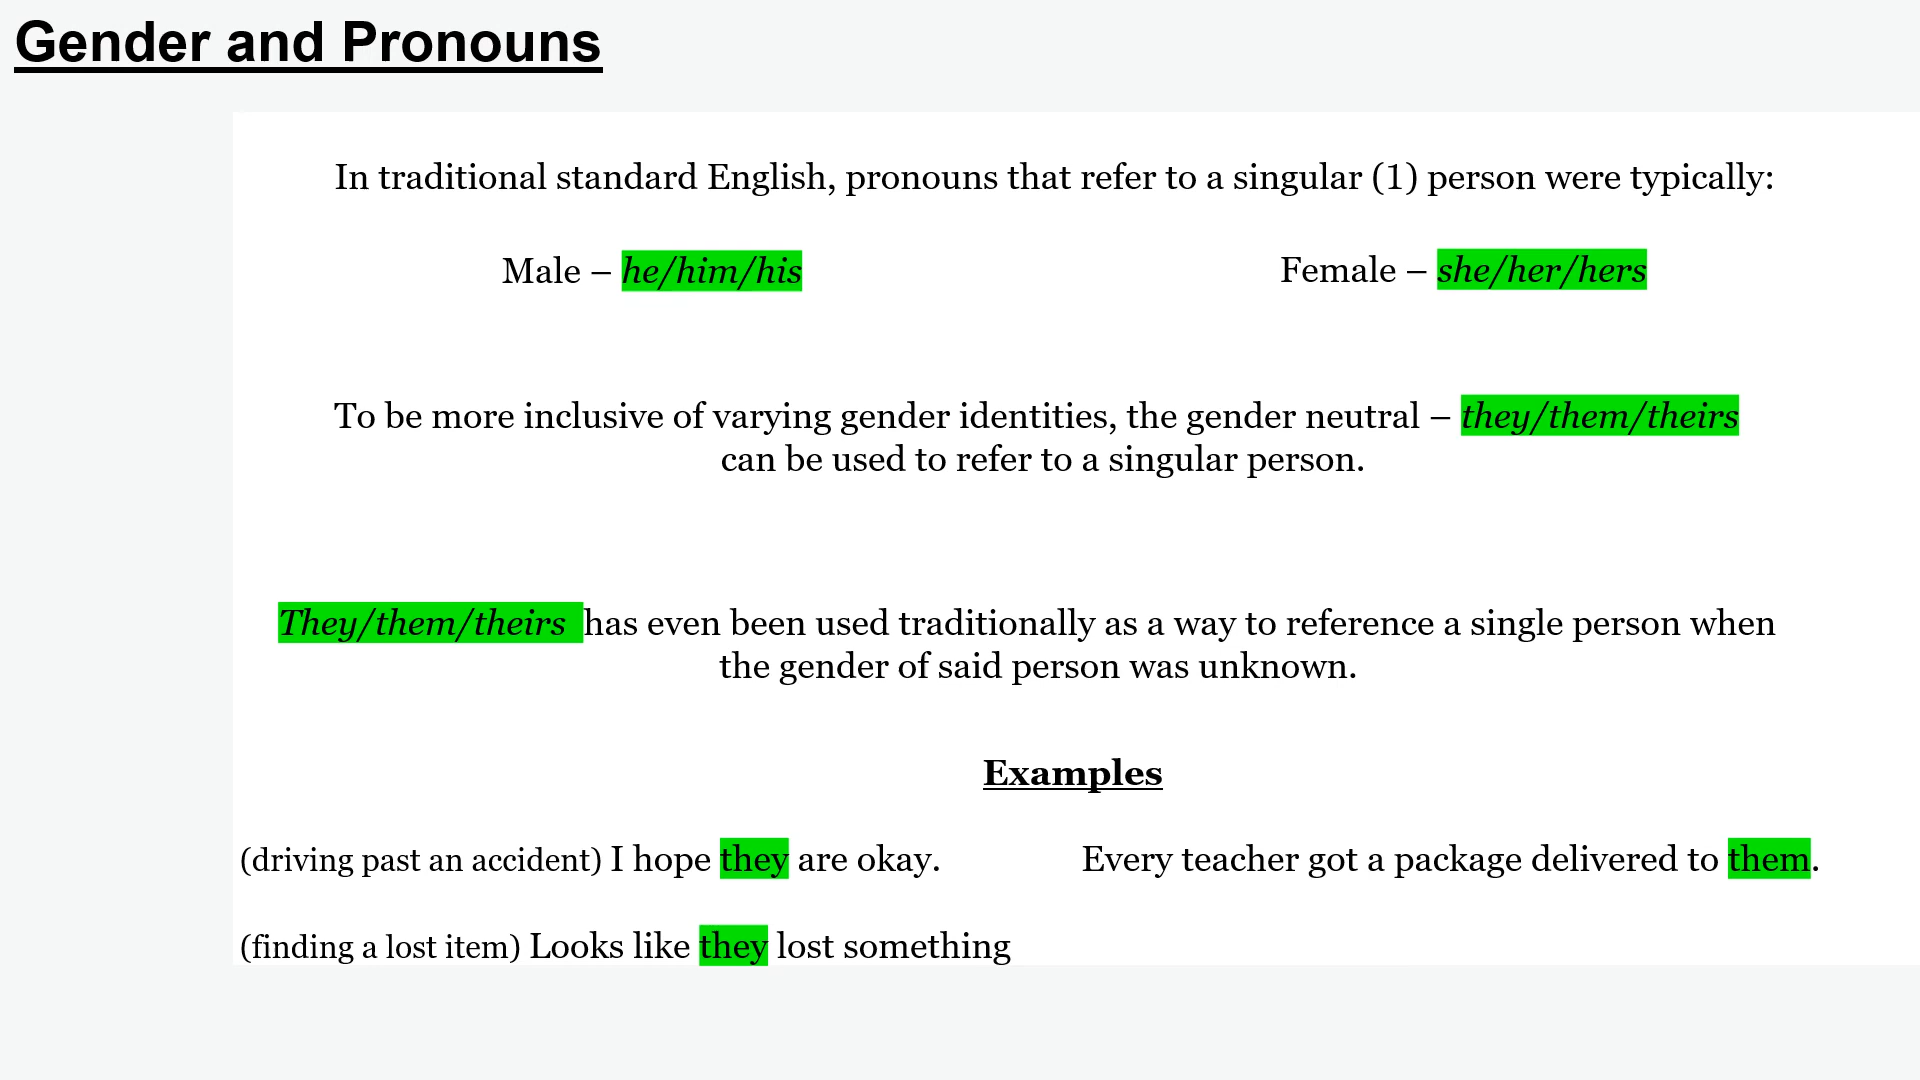 Gender and Pronouns
In traditional standard English, pronouns that refer to a singular (1) person were typically:
Male – he/him/his
Female – she/her/hers
To be more inclusive of varying gender identities, the gender neutral – they/them/theirs
can be used to refer to a singular person.
They/them/theirs has even been used traditionally as a way to reference a single person when
the gender of said person was unknown.
Examples
(driving past an accident) I hope they are okay.
Every teacher got a package delivered to them.
(finding a lost item) Looks like they lost something